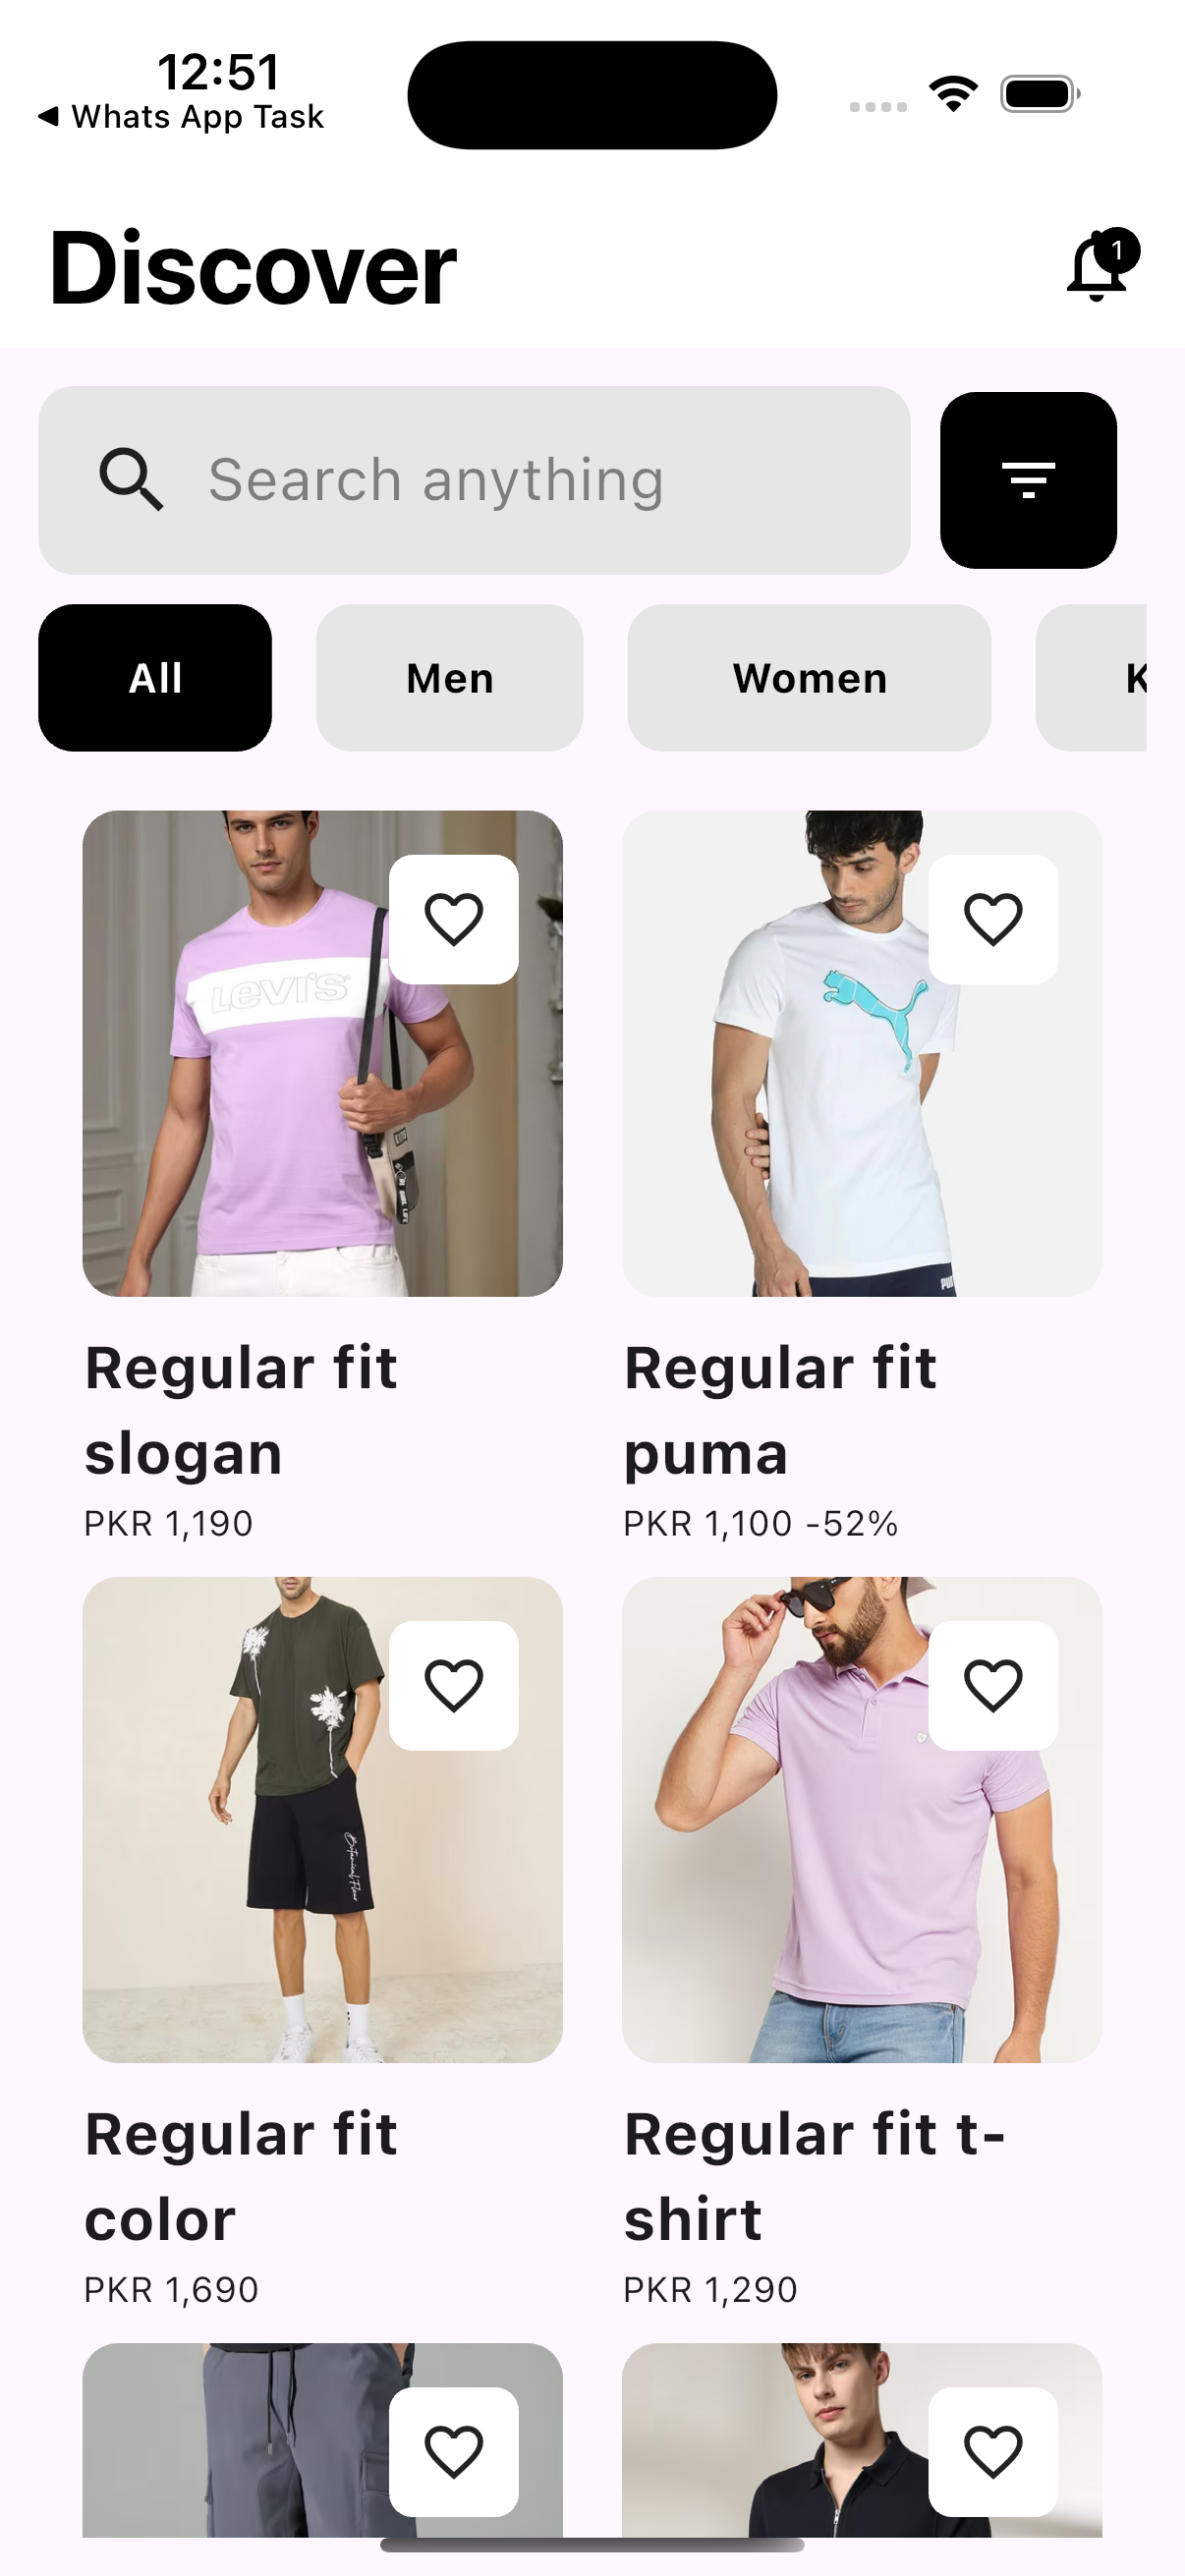 12:51
◀ Whats App Task
Discover
1
Search anything
All
Men
Women
K
Levi's
Regular fit
slogan
PKR 1,190
Regular fit
puma
PKR 1,100 -52%
Regular fit
color
PKR 1,690
Regular fit t-
shirt
PKR 1,290